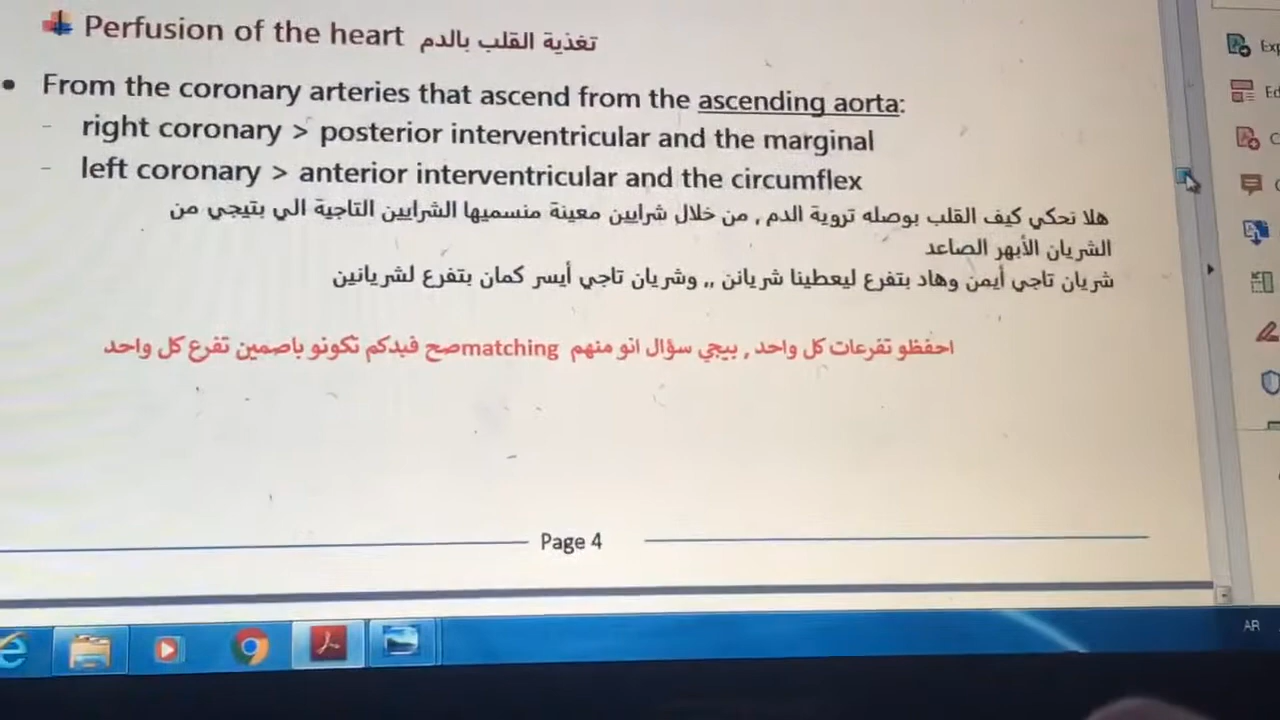 Perfusion of the heart تغذية القلب بالدم
• From the coronary arteries that ascend from the ascending aorta:
- right coronary > posterior interventricular and the marginal
- left coronary > anterior interventricular and the circumflex
هلا نحكي كيف القلب بوصله تروية الدم , من خلال شرايين معينة منسميها الشرايين التاجية الي بتيجي من
الشريان الأبهر الصاعد
شريان تاجي أيمن وهاد بتفرع ليعطينا شريانن ,, وشريان تاجي أيسر كمان بتفرع لشريانين
احفظو تفرعات كل واحد , بيجي سؤال انو منهم matching صح فبدكم تكونو باصمين تفرع كل واحد
Page 4
AR